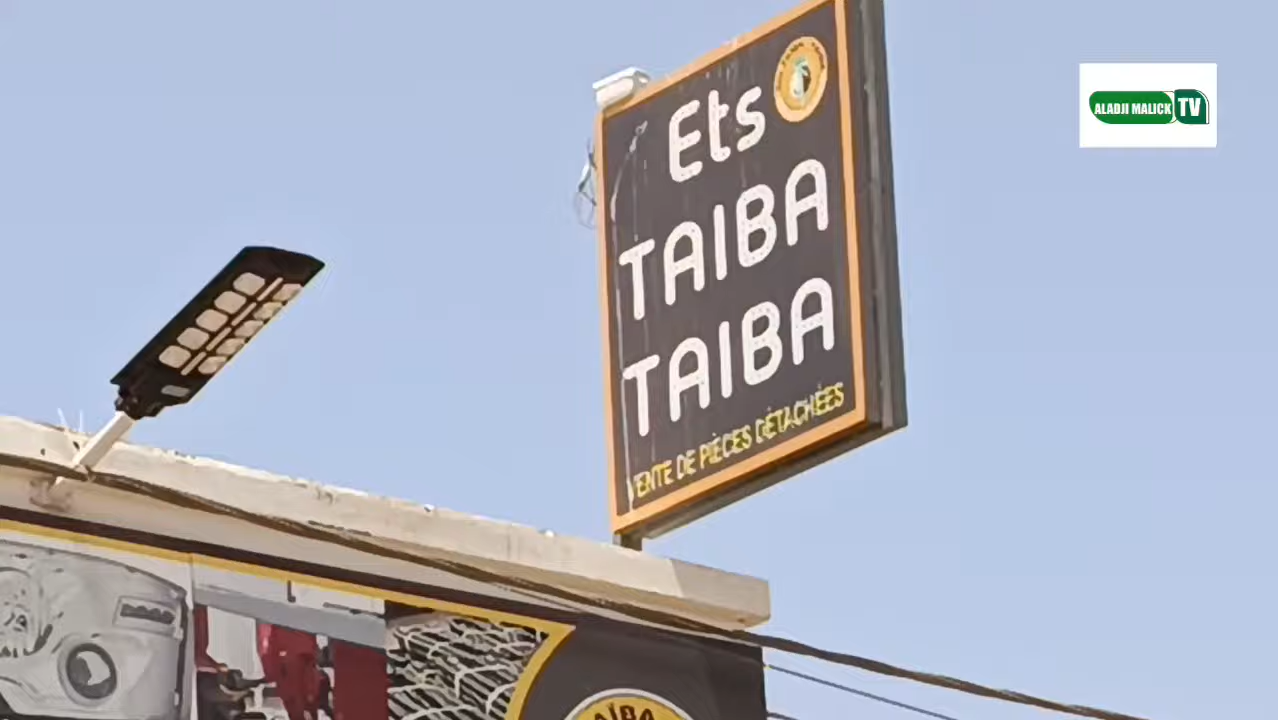 Ets
TAIBA
TAIBA
VENTE DE PIÈCES DÉTACHÉES
ALADJI MALICK TV